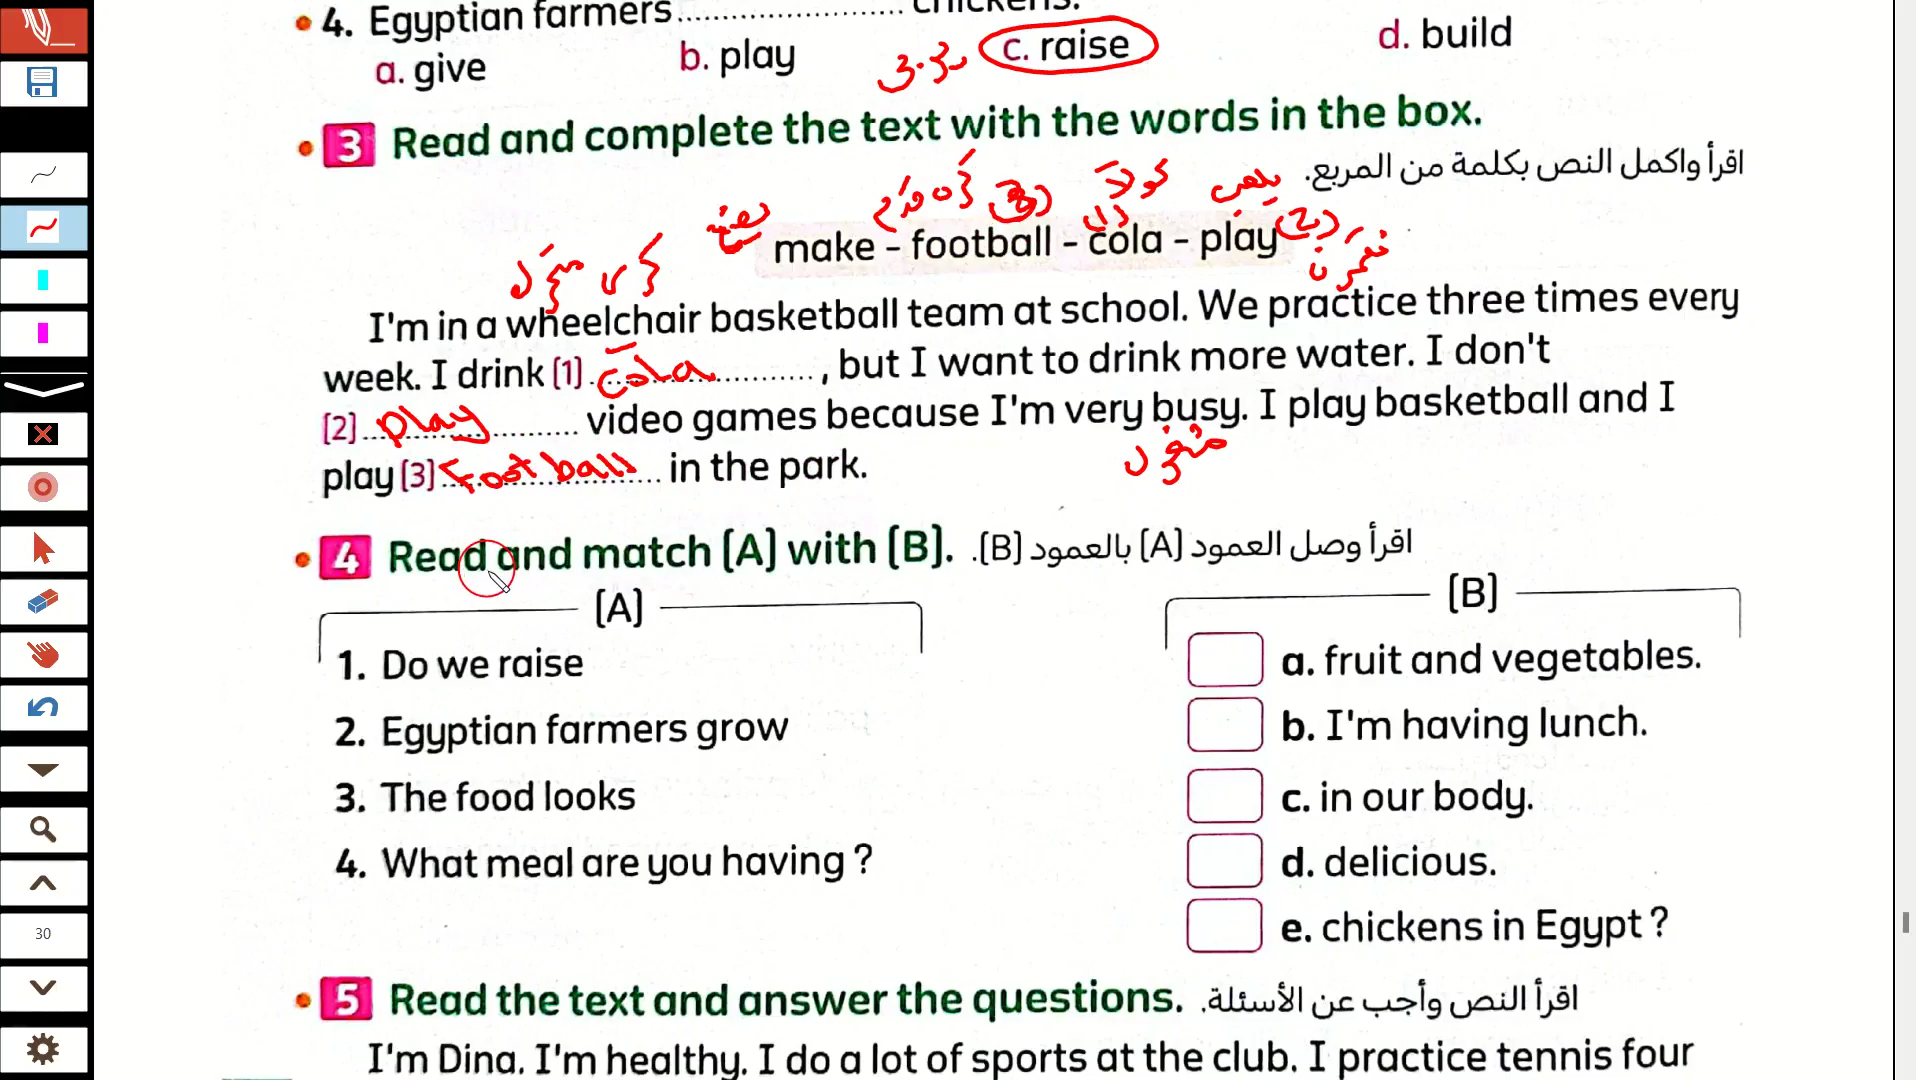 4. Egyptian farmers .............................. chickens.
a. give b. play c. raise d. build
3 Read and complete the text with the words in the box.
اقرأ واكمل النص بكلمة من المربع.
يلعب
make – football – cola – play
(3) (1) (2)
I'm in a wheelchair basketball team at school. We practice three times every
week. I drink (1) cola , but I want to drink more water. I don't
(2) play video games because I'm very busy. I play basketball and I
مشغول
play (3) Football in the park.
4 Read and match (A) with (B). اقرأ وصل العمود (A) بالعمود (B).
(A) (B)
1. Do we raise a. fruit and vegetables.
2. Egyptian farmers grow b. I'm having lunch.
3. The food looks c. in our body.
4. What meal are you having ? d. delicious.
e. chickens in Egypt ?
5 Read the text and answer the questions. اقرأ النص وأجب عن الأسئلة.
I'm Dina. I'm healthy. I do a lot of sports at the club. I practice tennis four
30